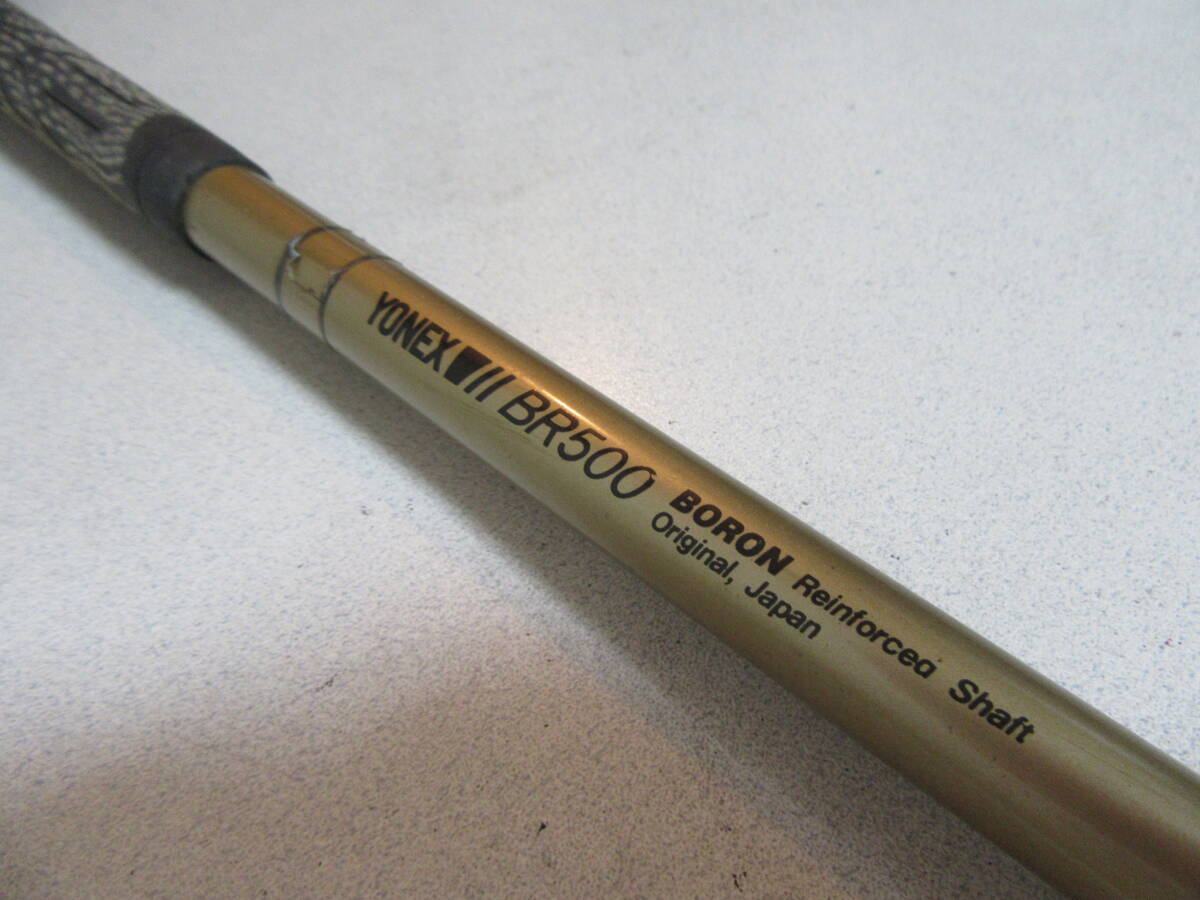 YONEX BR500
BORON Reinforced Shaft
Original, Japan